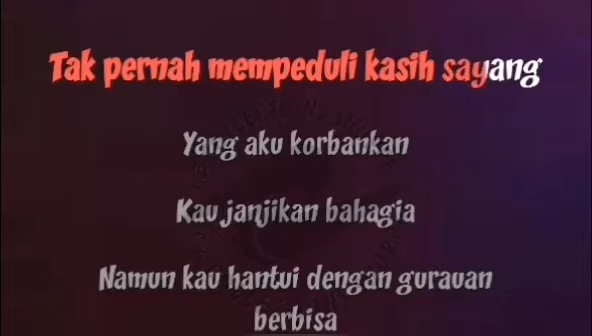 Tak pernah mempeduli kasih sayang
Yang aku korbankan
Kau janjikan bahagia
Namun kau hantui dengan gurauan
berbisa